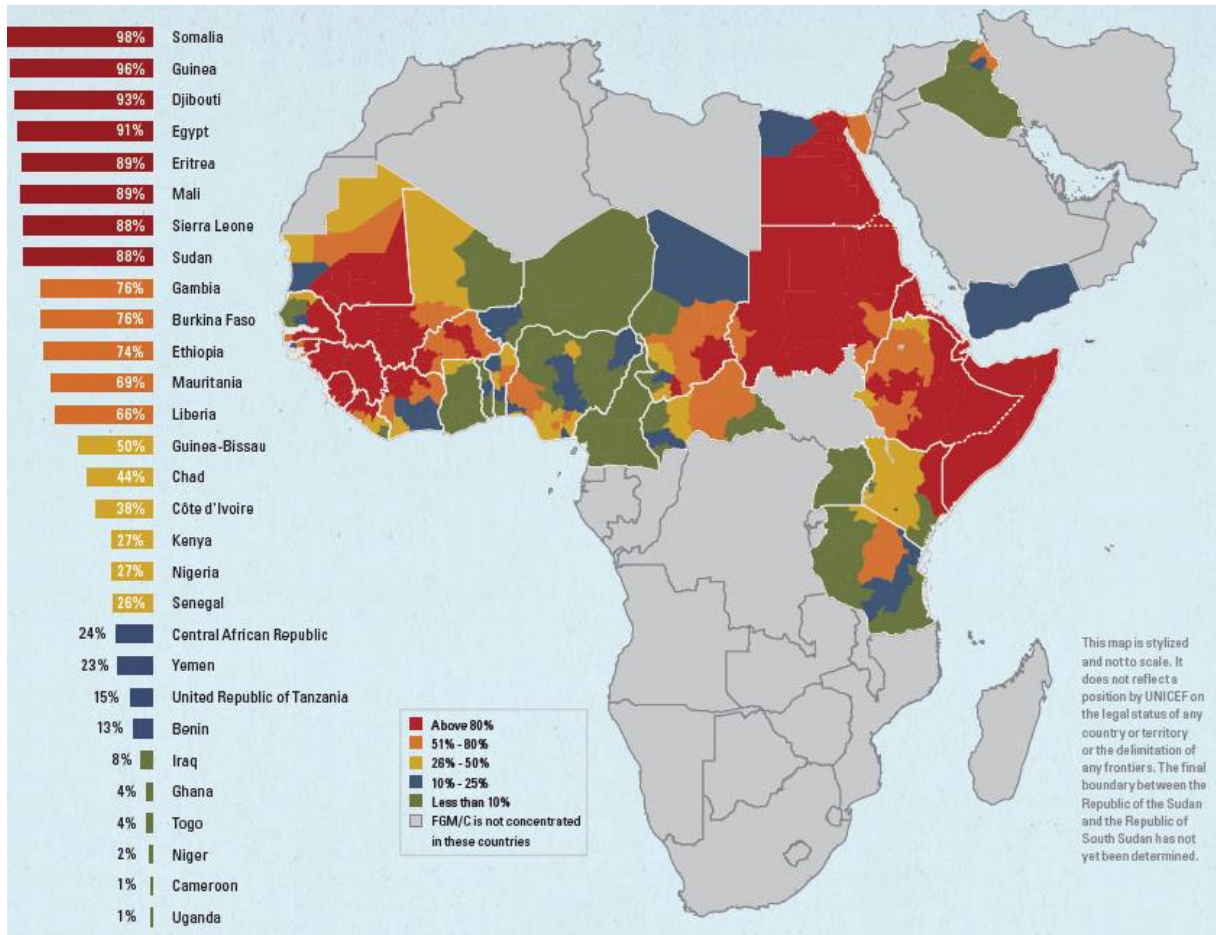 98% Somalia
96% Guinea
93% Djibouti
91% Egypt
89% Eritrea
89% Mali
88% Sierra Leone
88% Sudan
76% Gambia
76% Burkina Faso
74% Ethiopia
69% Mauritania
66% Liberia
50% Guinea-Bissau
44% Chad
38% Côte d'Ivoire
27% Kenya
27% Nigeria
26% Senegal
24% Central African Republic
23% Yemen
15% United Republic of Tanzania
13% Benin
8% Iraq
4% Ghana
4% Togo
2% Niger
1% Cameroon
1% Uganda
Above 80%
51% - 80%
26% - 50%
10% - 25%
Less than 10%
FGM/C is not concentrated
in these countries
This map is stylized
and not to scale. It
does not reflect a
position by UNICEF on
the legal status of any
country or territory
or the delimitation of
any frontiers. The final
boundary between the
Republic of the Sudan
and the Republic of
South Sudan has not
yet been determined.